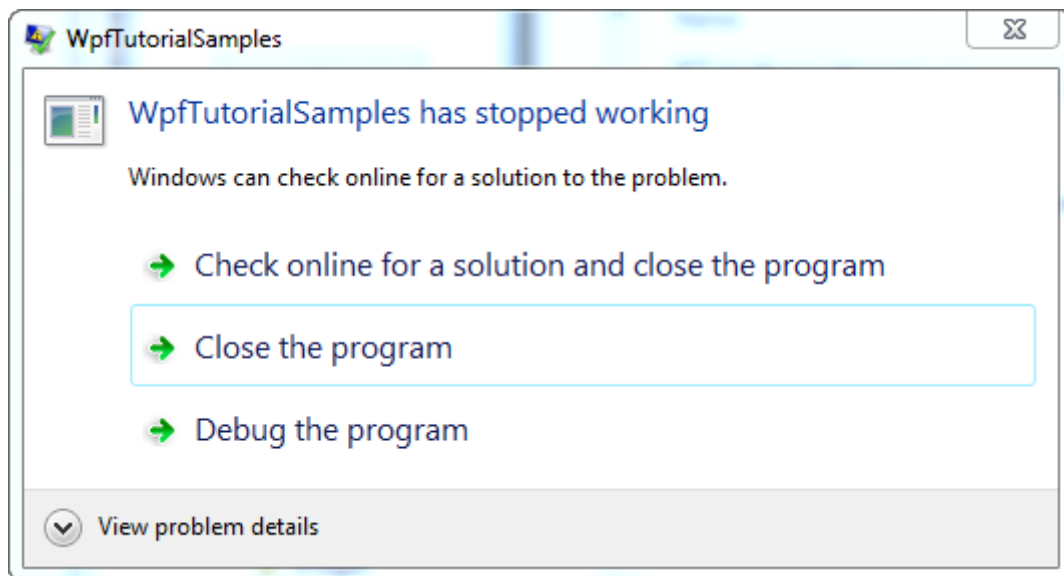 WpfTutorialSamples
WpfTutorialSamples has stopped working
Windows can check online for a solution to the problem.
Check online for a solution and close the program
Close the program
Debug the program
View problem details